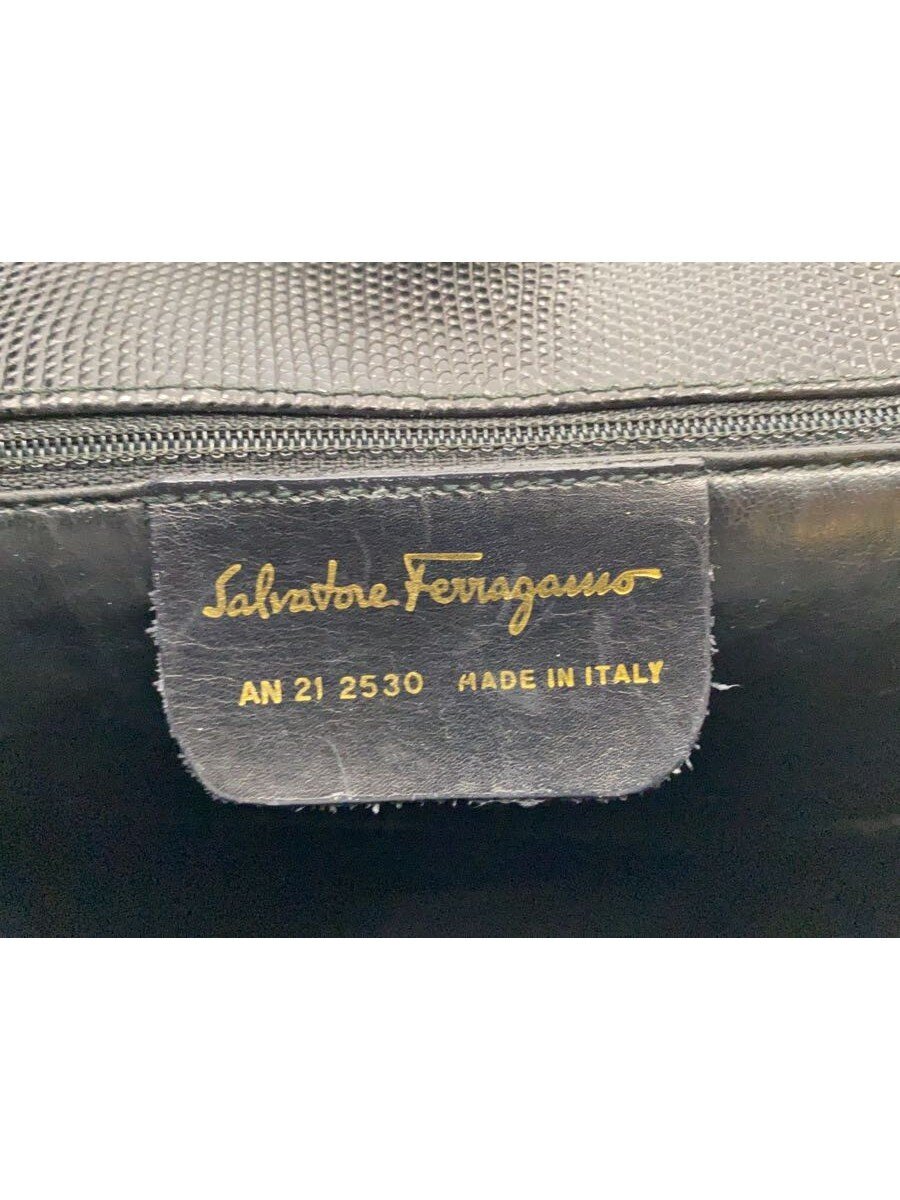 Salvatore Ferragamo
AN 21 2530 MADE IN ITALY